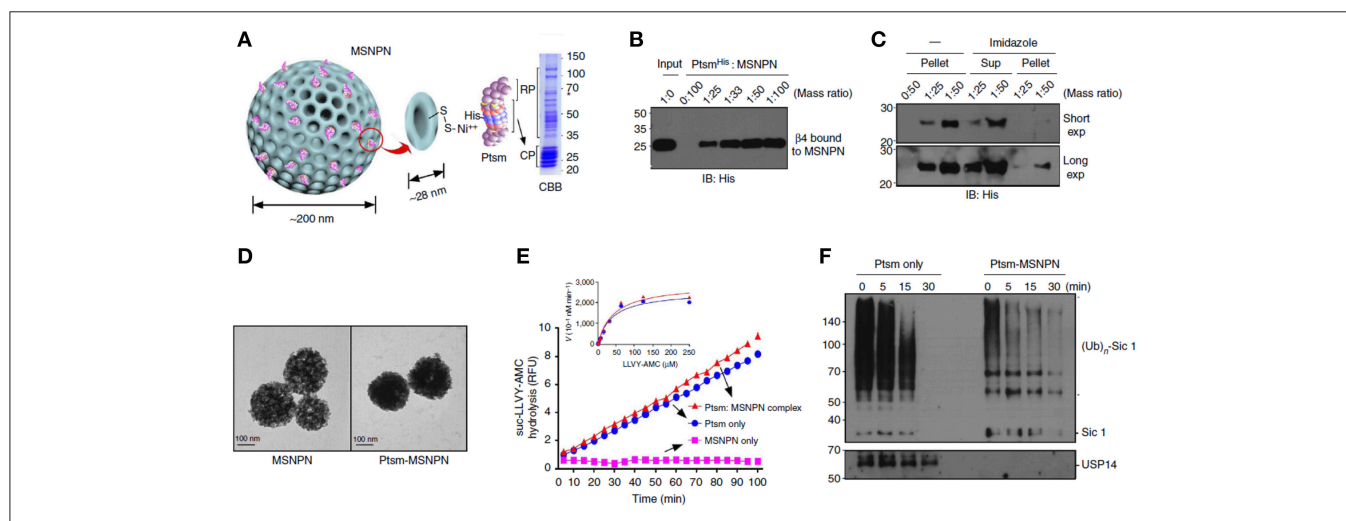 A
MSNPN
S
S-Ni++
His
Ptsm
RP
CP
150
100
70
50
35
25
20
CBB
~28 nm
~200 nm
B
Input
PtsmHis : MSNPN
1:0
0:100
1:25
1:33
1:50
1:100
(Mass ratio)
50
35
25
β4 bound
to MSNPN
IB: His
C
—
Imidazole
Pellet
Sup
Pellet
0:50
1:25
1:50
1:25
1:50
1:25
1:50
(Mass ratio)
30
20
Short
exp
30
20
Long
exp
IB: His
D
100 nm
100 nm
MSNPN
Ptsm-MSNPN
E
V (10⁻¹ nM min⁻¹)
3,000
2,000
1,000
0
0
50
100
150
200
250
LLVY-AMC (μM)
suc-LLVY-AMC
hydrolysis (RFU)
10
8
6
4
2
0
Ptsm: MSNPN complex
Ptsm only
MSNPN only
0 10 20 30 40 50 60 70 80 90 100
Time (min)
F
Ptsm only
Ptsm-MSNPN
0 5 15 30
0 5 15 30 (min)
140
100
70
50
(Ub)n-Sic 1
Sic 1
70
50
USP14